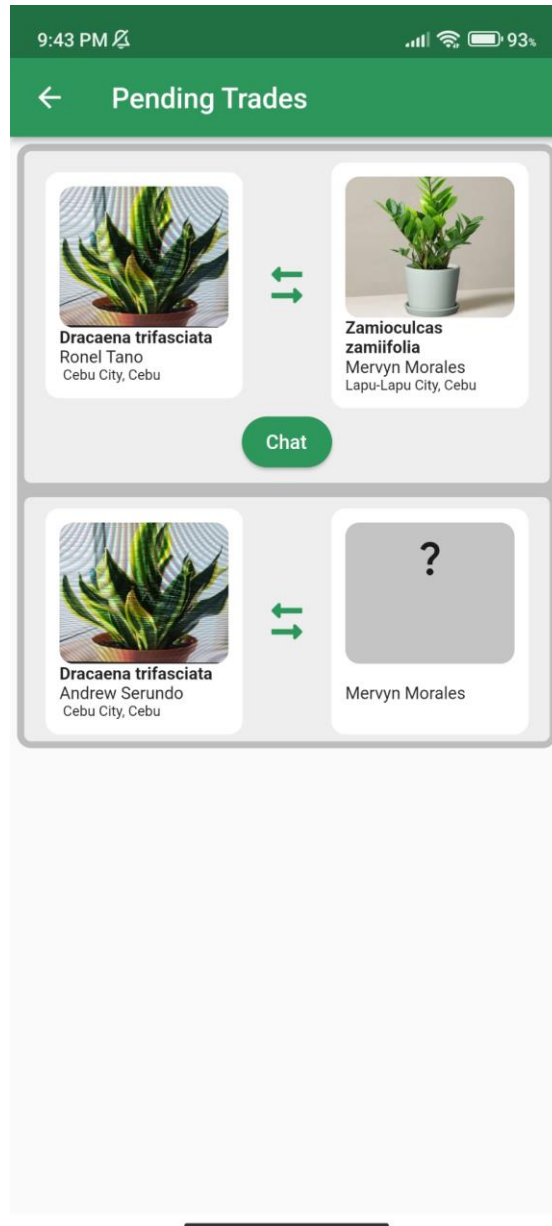 9:43 PM 93%
Pending Trades
Dracaena trifasciata
Ronel Tano
Cebu City, Cebu
Zamioculcas
zamiifolia
Mervyn Morales
Lapu-Lapu City, Cebu
Chat
Dracaena trifasciata
Andrew Serundo
Cebu City, Cebu
?
Mervyn Morales